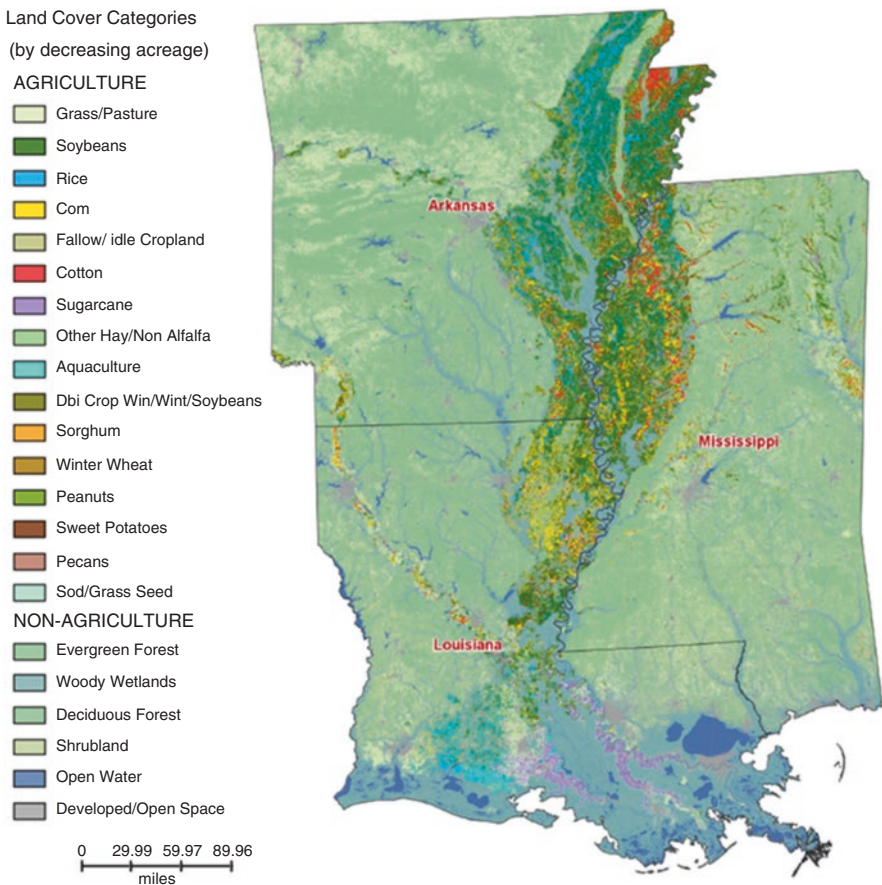 Land Cover Categories
(by decreasing acreage)
AGRICULTURE
Grass/Pasture
Soybeans
Rice
Corn
Fallow/ idle Cropland
Cotton
Sugarcane
Other Hay/Non Alfalfa
Aquaculture
Dbi Crop Win/Wint/Soybeans
Sorghum
Winter Wheat
Peanuts
Sweet Potatoes
Pecans
Sod/Grass Seed
NON-AGRICULTURE
Evergreen Forest
Woody Wetlands
Deciduous Forest
Shrubland
Open Water
Developed/Open Space
0 29.99 59.97 89.96
miles
Arkansas
Mississippi
Louisiana